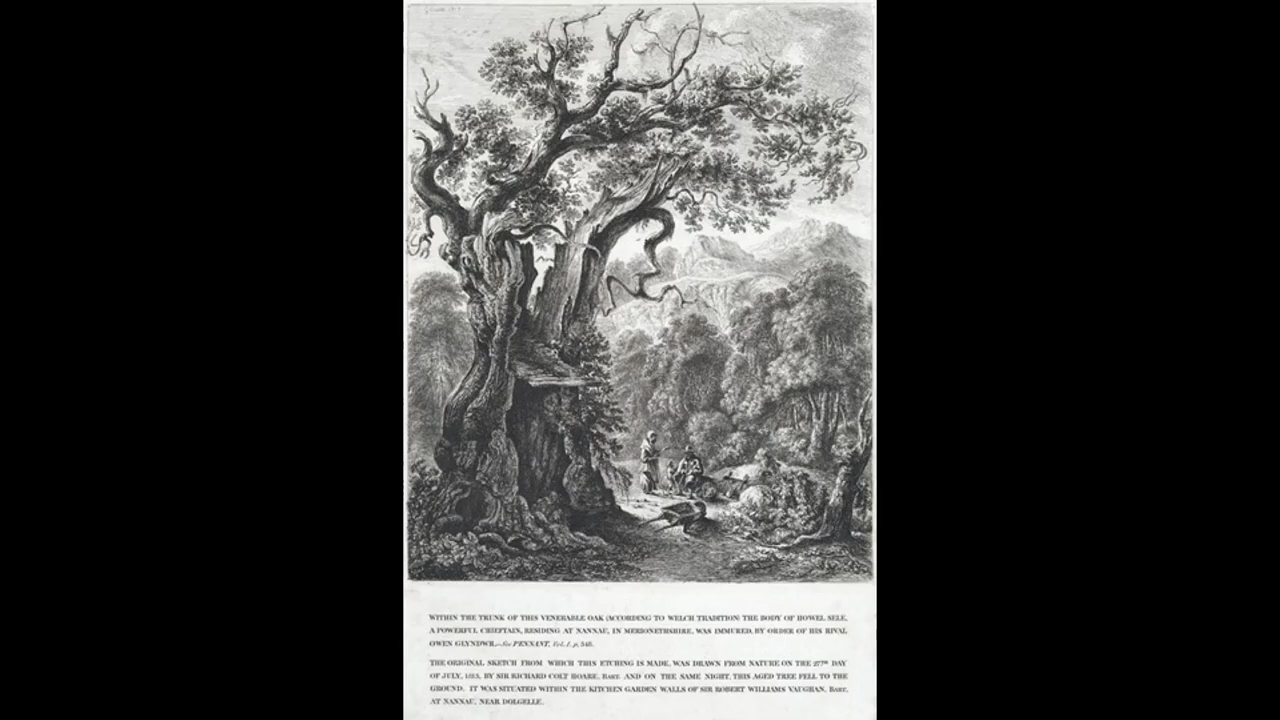 WITHIN THE TRUNK OF THIS VENERABLE OAK (ACCORDING TO WELCH TRADITION) THE BODY OF HOWEL SELE,
A POWERFUL CHIEFTAIN, RESIDING AT NANNAU, IN MERIONETHSHIRE, WAS IMMURED, BY ORDER OF HIS RIVAL
OWEN GLYNDWR.—See PENNANT, Vol. I. p. 348.
THE ORIGINAL SKETCH FROM WHICH THIS ETCHING IS MADE, WAS DRAWN FROM NATURE ON THE 27TH DAY
OF JULY, 1813, BY SIR RICHARD COLT HOARE, BART. AND ON THE SAME NIGHT, THIS AGED TREE FELL TO THE
GROUND. IT WAS SITUATED WITHIN THE KITCHEN GARDEN WALLS OF SIR ROBERT WILLIAMS VAUGHAN, BART.
AT NANNAU, NEAR DOLGELLE.